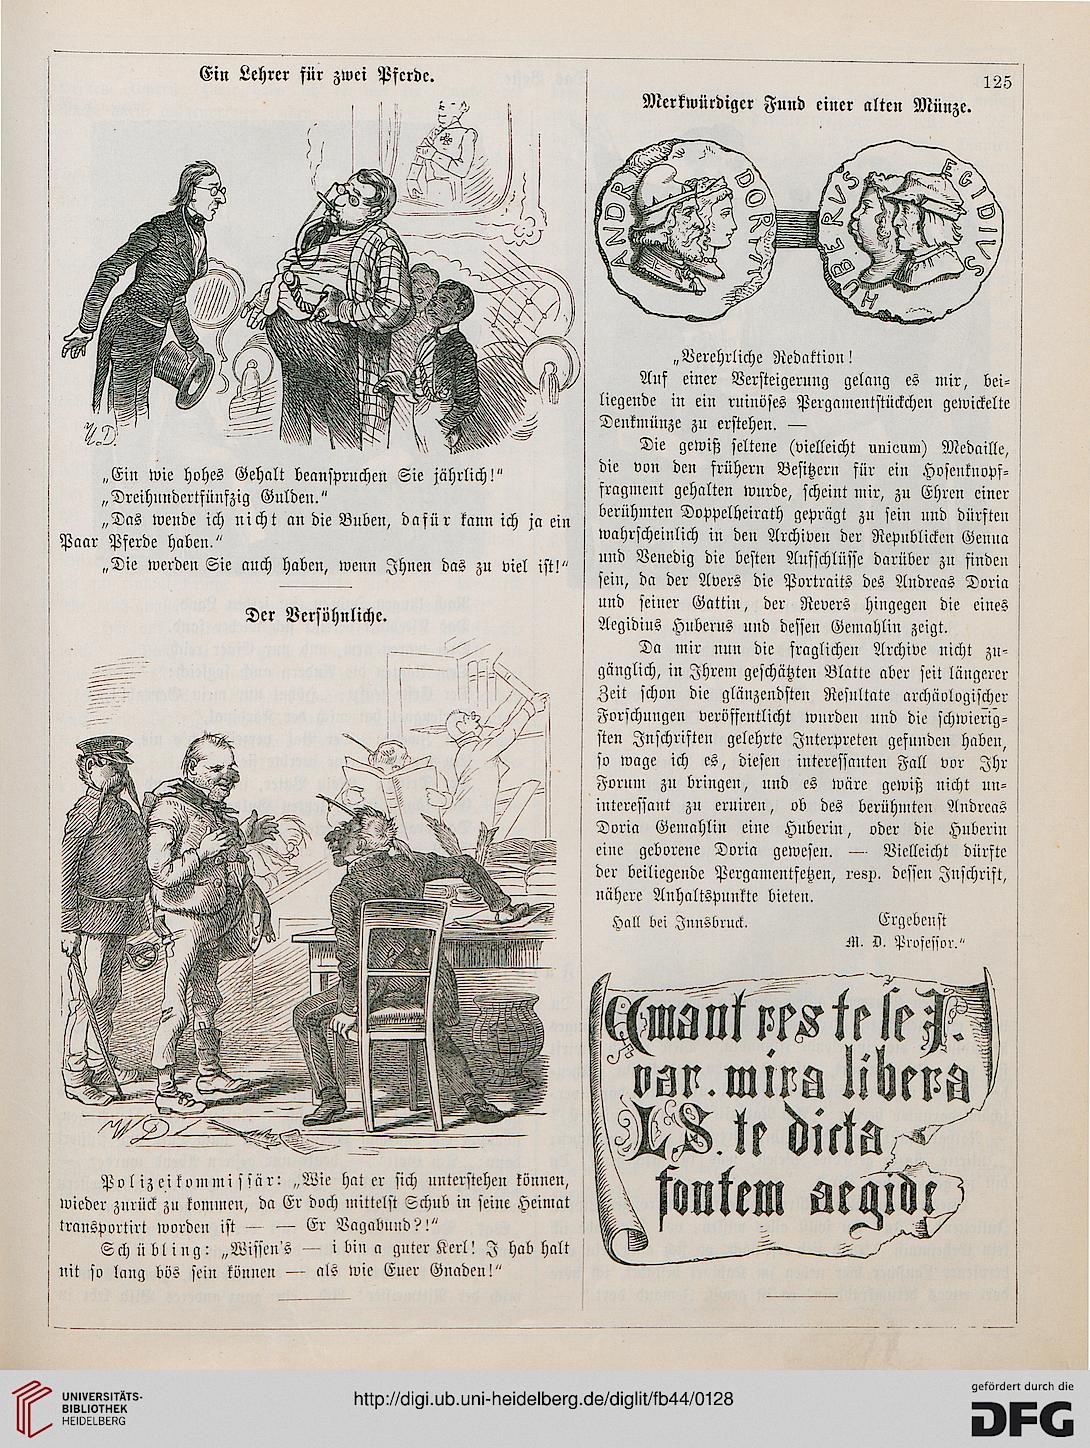 125
Ein Lehrer für zwei Pferde.
„Ein wie hohes Gehalt beanspruchen Sie jährlich!“
„Dreihundertfünfzig Gulden.“
„Das wende ich nicht an die Buben, dafür kann ich ja ein
Paar Pferde haben.“
„Die werden Sie auch haben, wenn Ihnen das zu viel ist!“
Der Versöhnliche.
WD
Polizeikommissär: „Wie hat er sich unterstehen können,
wieder zurück zu kommen, da Er doch mittelst Schub in seine Heimat
transportirt worden ist — — Er Vagabund?!“
Schübling: „Wissen's — i bin a guter Kerl! I hab halt
nit so lang bös sein können — als wie Euer Gnaden!“
Merkwürdiger Fund einer alten Münze.
ANDR DORIA
HUBERVS EGIDIVS
„Verehrliche Redaktion!
Auf einer Versteigerung gelang es mir, bei-
liegende in ein ruinöses Pergamentstückchen gewickelte
Denkmünze zu erstehen. —
Die gewiß seltene (vielleicht unicum) Medaille,
die von den frühern Besitzern für ein Hosenknopf-
fragment gehalten wurde, scheint mir, zu Ehren einer
berühmten Doppelheirath geprägt zu sein und dürften
wahrscheinlich in den Archiven der Republicken Genua
und Venedig die besten Aufschlüsse darüber zu finden
sein, da der Avers die Portraits des Andreas Doria
und seiner Gattin, der Revers hingegen die eines
Aegidius Huberus und dessen Gemahlin zeigt.
Da mir nun die fraglichen Archive nicht zu-
gänglich, in Ihrem geschätzten Blatte aber seit längerer
Zeit schon die glänzendsten Resultate archäologischer
Forschungen veröffentlicht wurden und die schwierig-
sten Inschriften gelehrte Interpreten gefunden haben,
so wage ich es, diesen interessanten Fall vor Ihr
Forum zu bringen, und es wäre gewiß nicht un-
interessant zu eruiren, ob des berühmten Andreas
Doria Gemahlin eine Huberin, oder die Huberin
eine geborene Doria gewesen. — Vielleicht dürfte
der beiliegende Pergamentfetzen, resp. dessen Inschrift,
nähere Anhaltspunkte bieten.
Hall bei Innsbruck. Ergebenst
M. D. Professor.“
Qmant res te se J.
var. mira libera
L S. te dicta
fontem aegide
UNIVERSITÄTS-
BIBLIOTHEK
HEIDELBERG
http://digi.ub.uni-heidelberg.de/diglit/fb44/0128
gefördert durch die
DFG